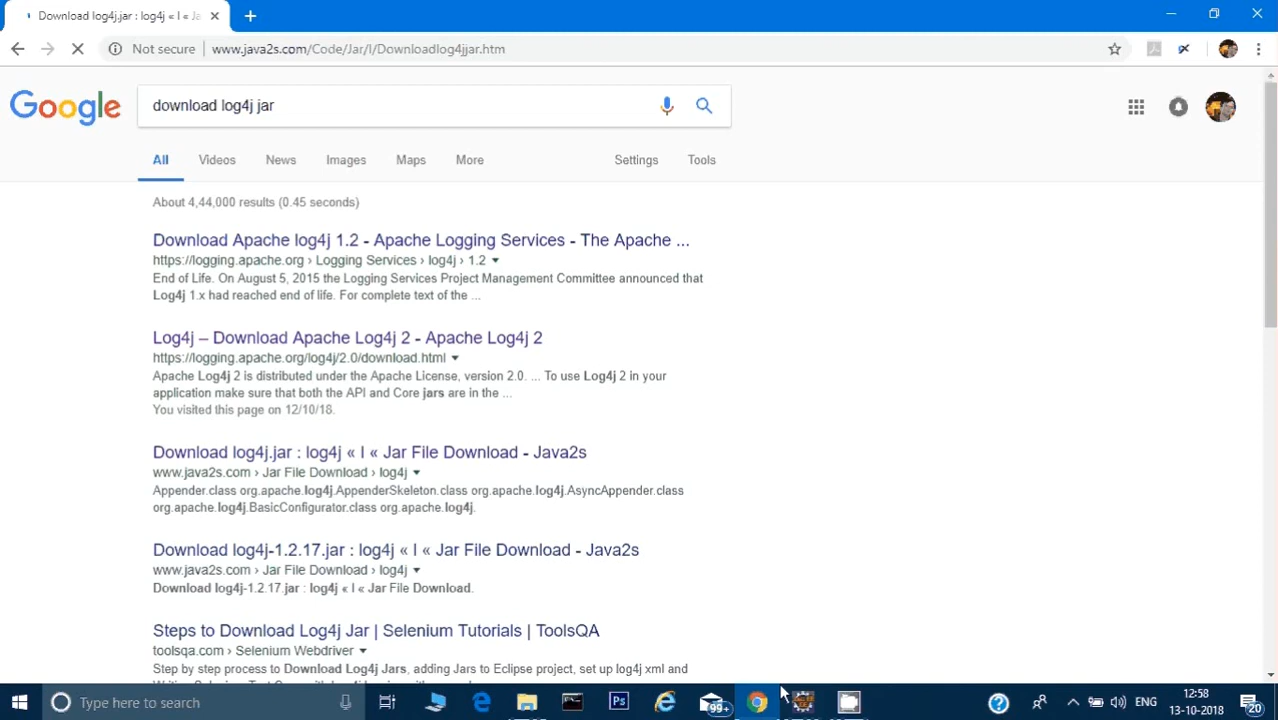 Download log4j.jar : log4j « l « Ja
Not secure
www.java2s.com/Code/Jar/l/Downloadlog4jjar.htm
Google
download log4j jar
All Videos News Images Maps More Settings Tools
About 4,44,000 results (0.45 seconds)
Download Apache log4j 1.2 - Apache Logging Services - The Apache ...
https://logging.apache.org › Logging Services › log4j › 1.2
End of Life. On August 5, 2015 the Logging Services Project Management Committee announced that
Log4j 1.x had reached end of life. For complete text of the ...
Log4j – Download Apache Log4j 2 - Apache Log4j 2
https://logging.apache.org/log4j/2.0/download.html
Apache Log4j 2 is distributed under the Apache License, version 2.0. ... To use Log4j 2 in your
application make sure that both the API and Core jars are in the ...
You visited this page on 12/10/18.
Download log4j.jar : log4j « l « Jar File Download - Java2s
www.java2s.com › Jar File Download › log4j
Appender.class org.apache.log4j.AppenderSkeleton.class org.apache.log4j.AsyncAppender.class
org.apache.log4j.BasicConfigurator.class org.apache.log4j.
Download log4j-1.2.17.jar : log4j « l « Jar File Download - Java2s
www.java2s.com › Jar File Download › log4j
Download log4j-1.2.17.jar : log4j « l « Jar File Download.
Steps to Download Log4j Jar | Selenium Tutorials | ToolsQA
toolsqa.com › Selenium Webdriver
Step by step process to Download Log4j Jars, adding Jars to Eclipse project, set up log4j xml and
Type here to search
Ps
99+
ENG
12:58
13-10-2018
20